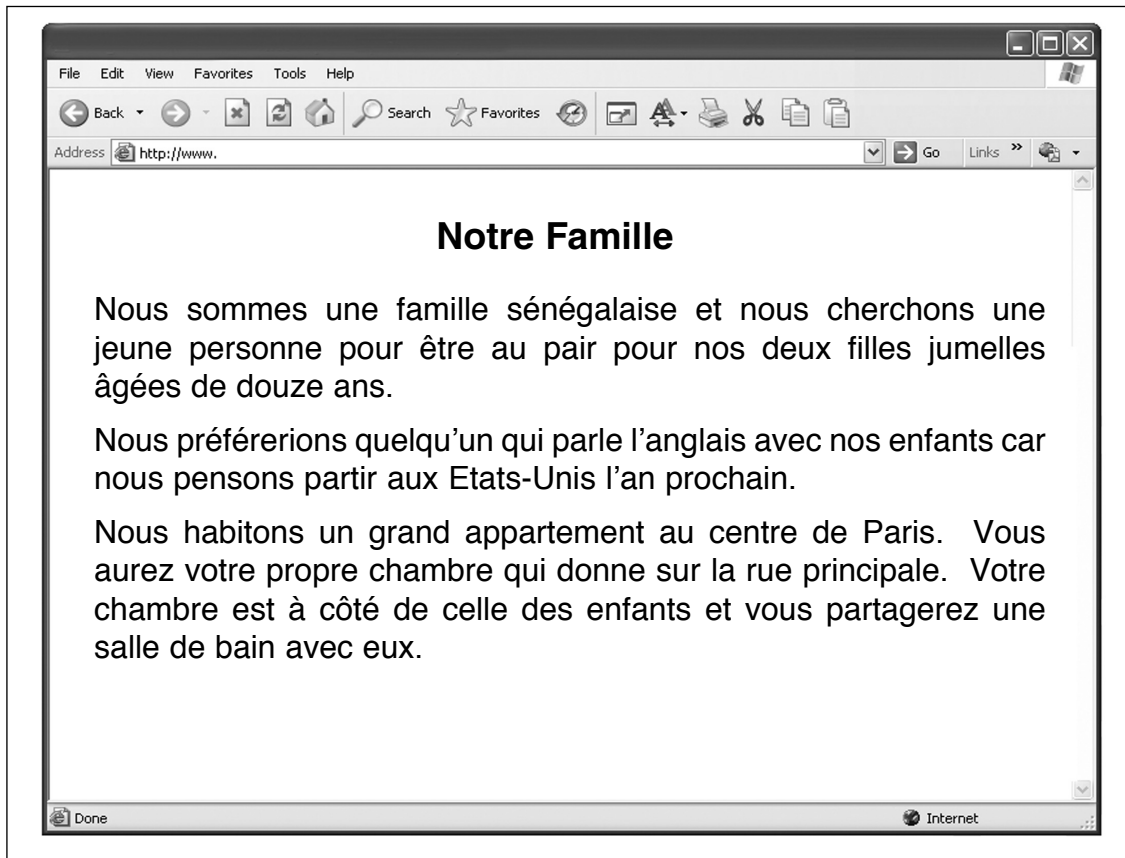 File Edit View Favorites Tools Help
Back Search Favorites
Address http://www. Go Links »
Notre Famille
Nous sommes une famille sénégalaise et nous cherchons une
jeune personne pour être au pair pour nos deux filles jumelles
âgées de douze ans.
Nous préférerions quelqu'un qui parle l'anglais avec nos enfants car
nous pensons partir aux Etats-Unis l'an prochain.
Nous habitons un grand appartement au centre de Paris. Vous
aurez votre propre chambre qui donne sur la rue principale. Votre
chambre est à côté de celle des enfants et vous partagerez une
salle de bain avec eux.
Done Internet